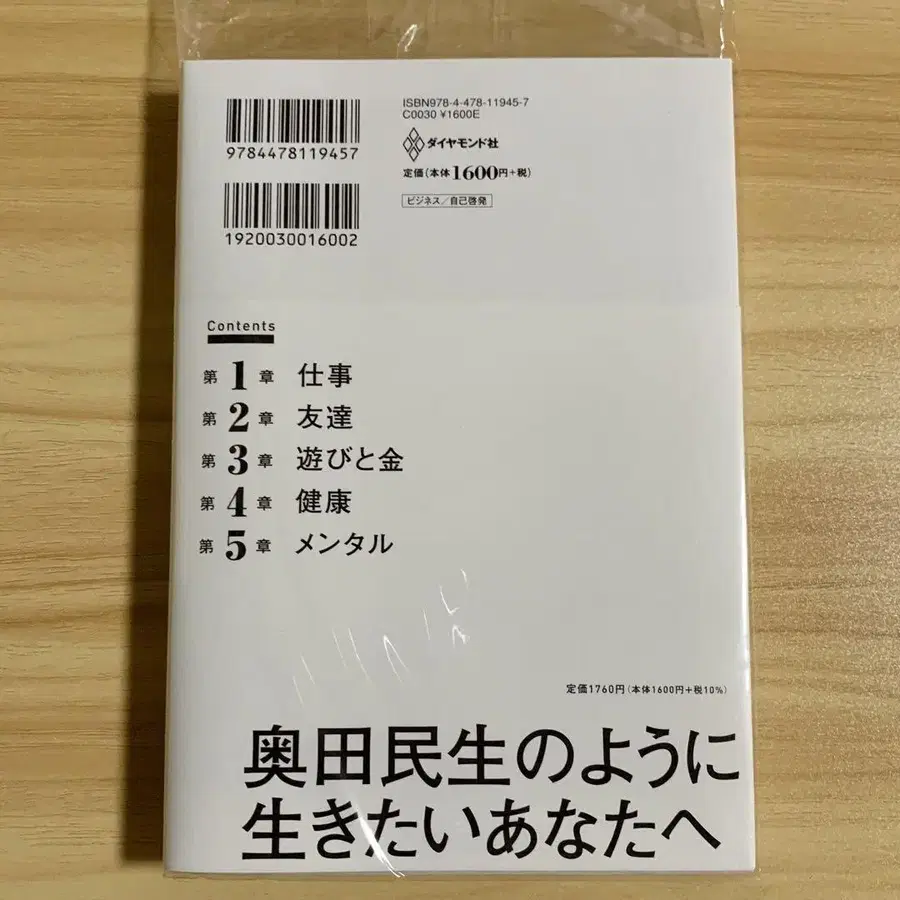 9784478119457
1920030016002
ISBN978-4-478-11945-7
C0030 ¥1600E
ダイヤモンド社
定価(本体1600円+税)
ビジネス/自己啓発
Contents
第1章 仕事
第2章 友達
第3章 遊びと金
第4章 健康
第5章 メンタル
定価1760円(本体1600円+税10%)
奥田民生のように
生きたいあなたへ